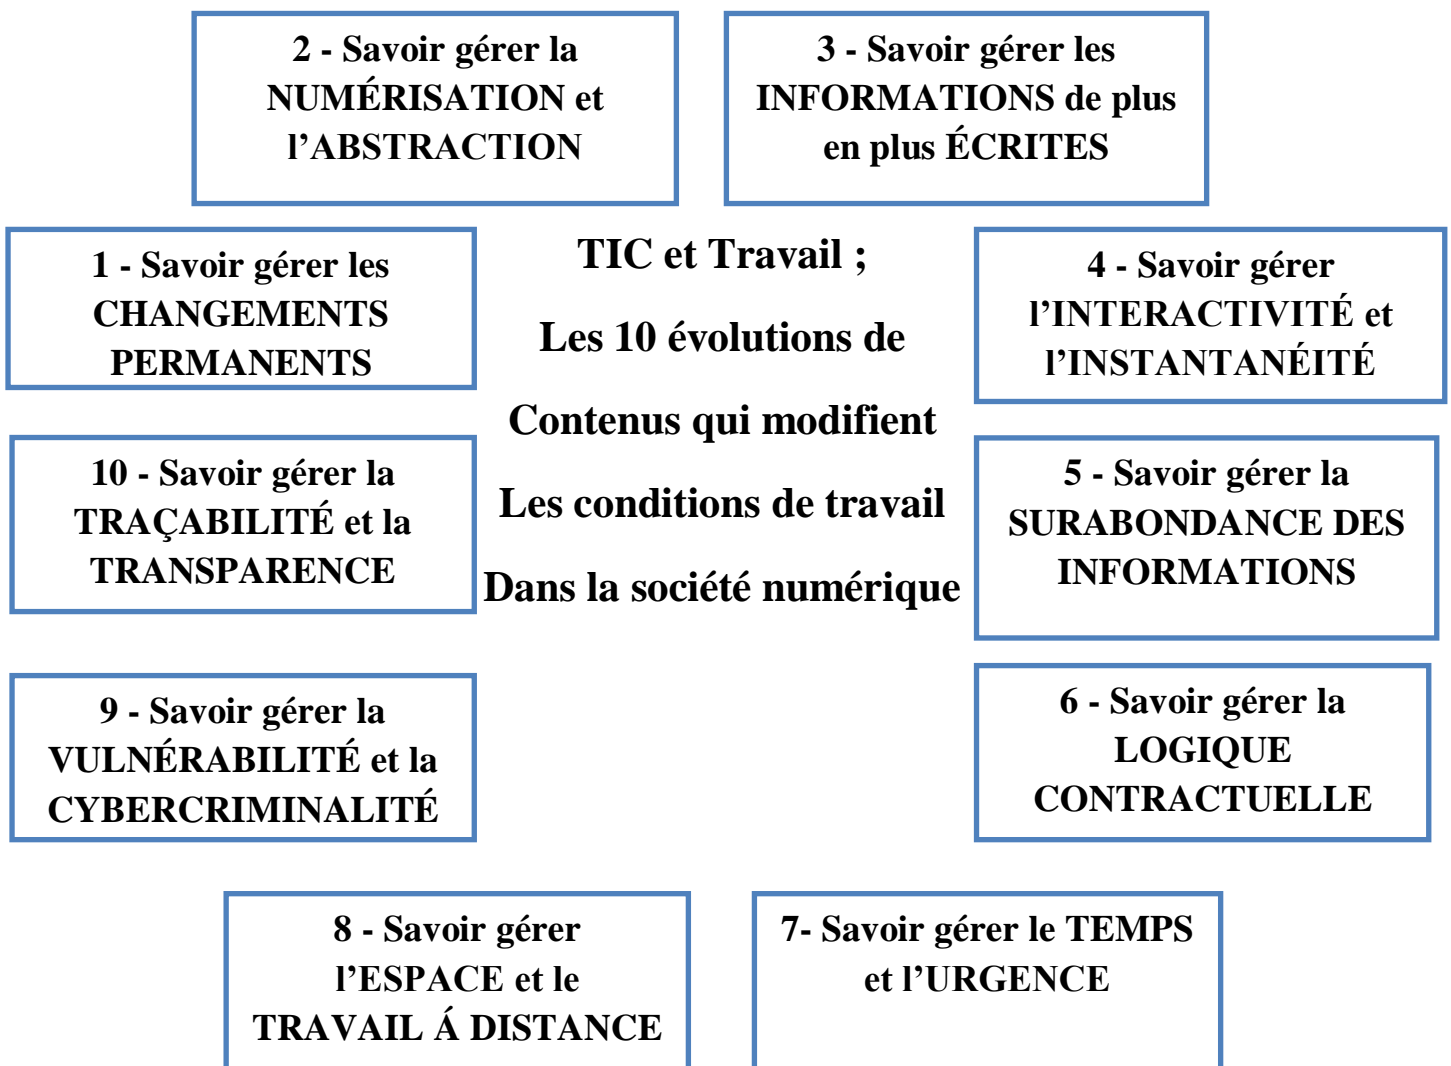 2 - Savoir gérer la
NUMÉRISATION et
l’ABSTRACTION
3 - Savoir gérer les
INFORMATIONS de plus
en plus ÉCRITES
1 - Savoir gérer les
CHANGEMENTS
PERMANENTS
TIC et Travail ;
Les 10 évolutions de
Contenus qui modifient
Les conditions de travail
Dans la société numérique
4 - Savoir gérer
l’INTERACTIVITÉ et
l’INSTANTANÉITÉ
10 - Savoir gérer la
TRAÇABILITÉ et la
TRANSPARENCE
5 - Savoir gérer la
SURABONDANCE DES
INFORMATIONS
9 - Savoir gérer la
VULNÉRABILITÉ et la
CYBERCRIMINALITÉ
6 - Savoir gérer la
LOGIQUE
CONTRACTUELLE
8 - Savoir gérer
l’ESPACE et le
TRAVAIL Á DISTANCE
7- Savoir gérer le TEMPS
et l’URGENCE